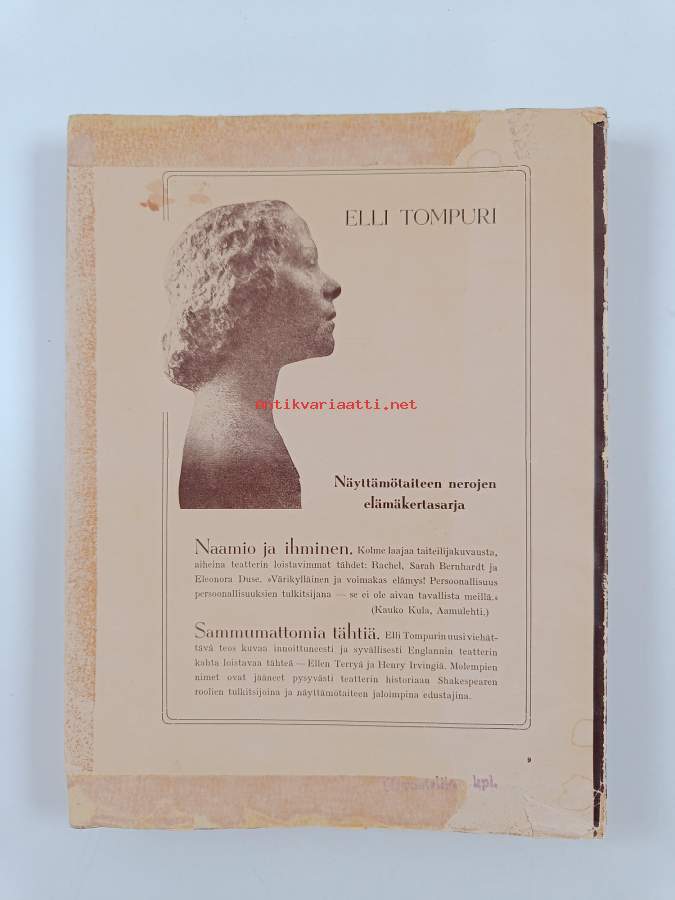 ELLI TOMPURI
antikvariaatti.net
Näyttämötaiteen nerojen
elämäkertasarja
Naamio ja ihminen. Kolme laajaa taiteilijakuvausta,
aiheina teatterin loistavimmat tähdet: Rachel, Sarah Bernhardt ja
Eleonora Duse. »Värikylläinen ja voimakas elämys! Persoonallisuus
persoonallisuuksien tulkitsijana — se ei ole aivan tavallista meillä.«
(Kauko Kula, Aamulehti.)
Sammumattomia tähtiä. Elli Tompurin uusi viehät-
tävä teos kuvaa innoittuneesti ja syvällisesti Englannin teatterin
kahta loistavaa tähteä — Ellen Terryä ja Henry Irvingiä. Molempien
nimet ovat jääneet pysyvästi teatterin historiaan Shakespearen
roolien tulkitsijoina ja näyttämötaiteen jaloimpina edustajina.
9
kpl.